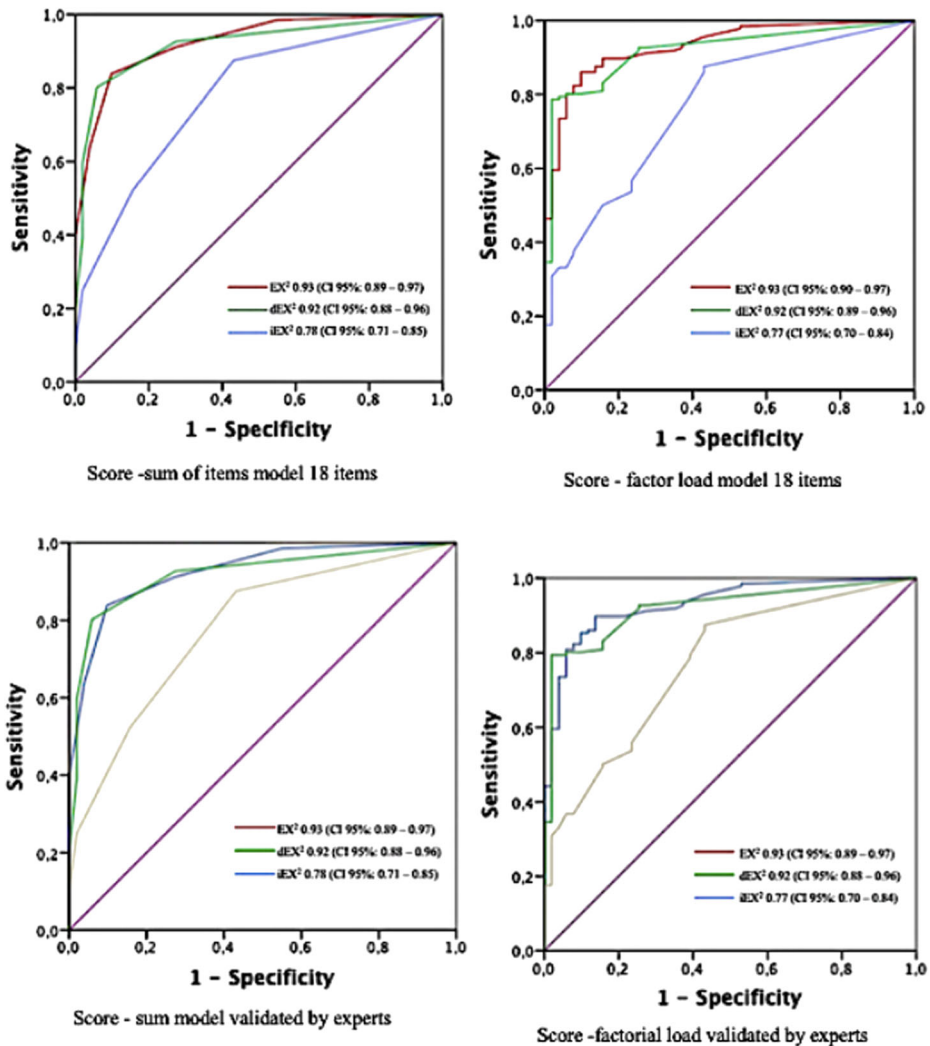 1.0
0.8
0.6
0.4
0.2
0.0
Sensitivity
0.0 0.2 0.4 0.6 0.8 1.0
1 - Specificity
EX² 0.93 (CI 95%: 0.89 – 0.97)
dEX² 0.92 (CI 95%: 0.88 – 0.96)
iEX² 0.78 (CI 95%: 0.71 – 0.85)
Score -sum of items model 18 items
1.0
0.8
0.6
0.4
0.2
0.0
Sensitivity
0.0 0.2 0.4 0.6 0.8 1.0
1 - Specificity
EX² 0.93 (CI 95%: 0.90 – 0.97)
dEX² 0.92 (CI 95%: 0.89 – 0.96)
iEX² 0.77 (CI 95%: 0.70 – 0.84)
Score - factor load model 18 items
1,0
0,8
0,6
0,4
0,2
0,0
Sensitivity
0,0 0,2 0,4 0,6 0,8 1,0
1 - Specificity
EX² 0.93 (CI 95%: 0.89 – 0.97)
dEX² 0.92 (CI 95%: 0.88 – 0.96)
iEX² 0.78 (CI 95%: 0.71 – 0.85)
Score - sum model validated by experts
1,0
0,8
0,6
0,4
0,2
0,0
Sensitivity
0,0 0,2 0,4 0,6 0,8 1,0
1 - Specificity
EX² 0.93 (CI 95%: 0.89 – 0.97)
dEX² 0.92 (CI 95%: 0.88 – 0.96)
iEX² 0.77 (CI 95%: 0.70 – 0.84)
Score -factorial load validated by experts